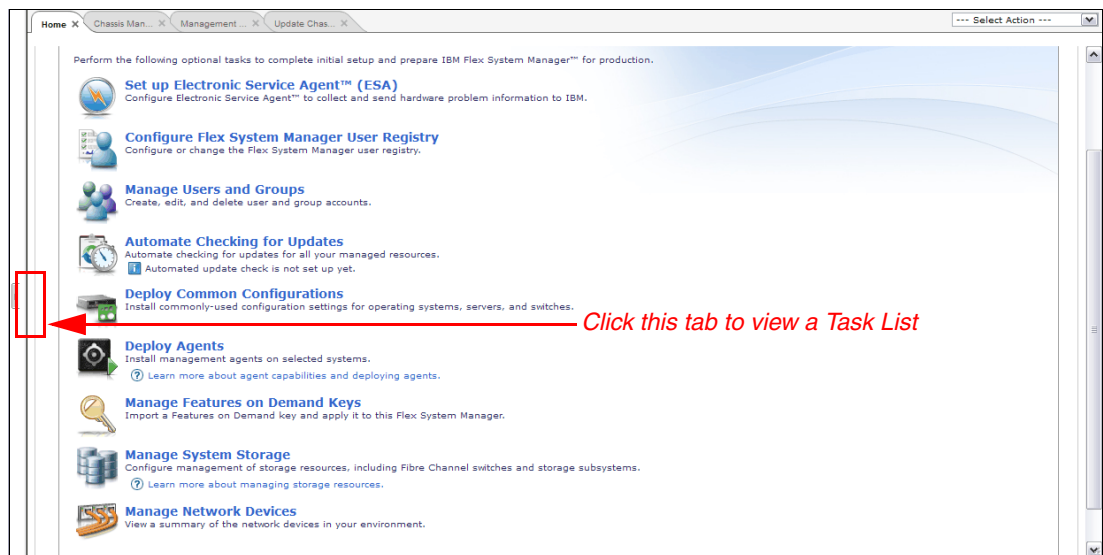 Home X Chassis Man... X Management ... X Update Chas... X --- Select Action ---
Perform the following optional tasks to complete initial setup and prepare IBM Flex System Manager™ for production.
Set up Electronic Service Agent™ (ESA)
Configure Electronic Service Agent™ to collect and send hardware problem information to IBM.
Configure Flex System Manager User Registry
Configure or change the Flex System Manager user registry.
Manage Users and Groups
Create, edit, and delete user and group accounts.
Automate Checking for Updates
Automate checking for updates for all your managed resources.
Automated update check is not set up yet.
Deploy Common Configurations
Install commonly-used configuration settings for operating systems, servers, and switches.
Click this tab to view a Task List
Deploy Agents
Install management agents on selected systems.
Learn more about agent capabilities and deploying agents.
Manage Features on Demand Keys
Import a Features on Demand key and apply it to this Flex System Manager.
Manage System Storage
Configure management of storage resources, including Fibre Channel switches and storage subsystems.
Learn more about managing storage resources.
Manage Network Devices
View a summary of the network devices in your environment.